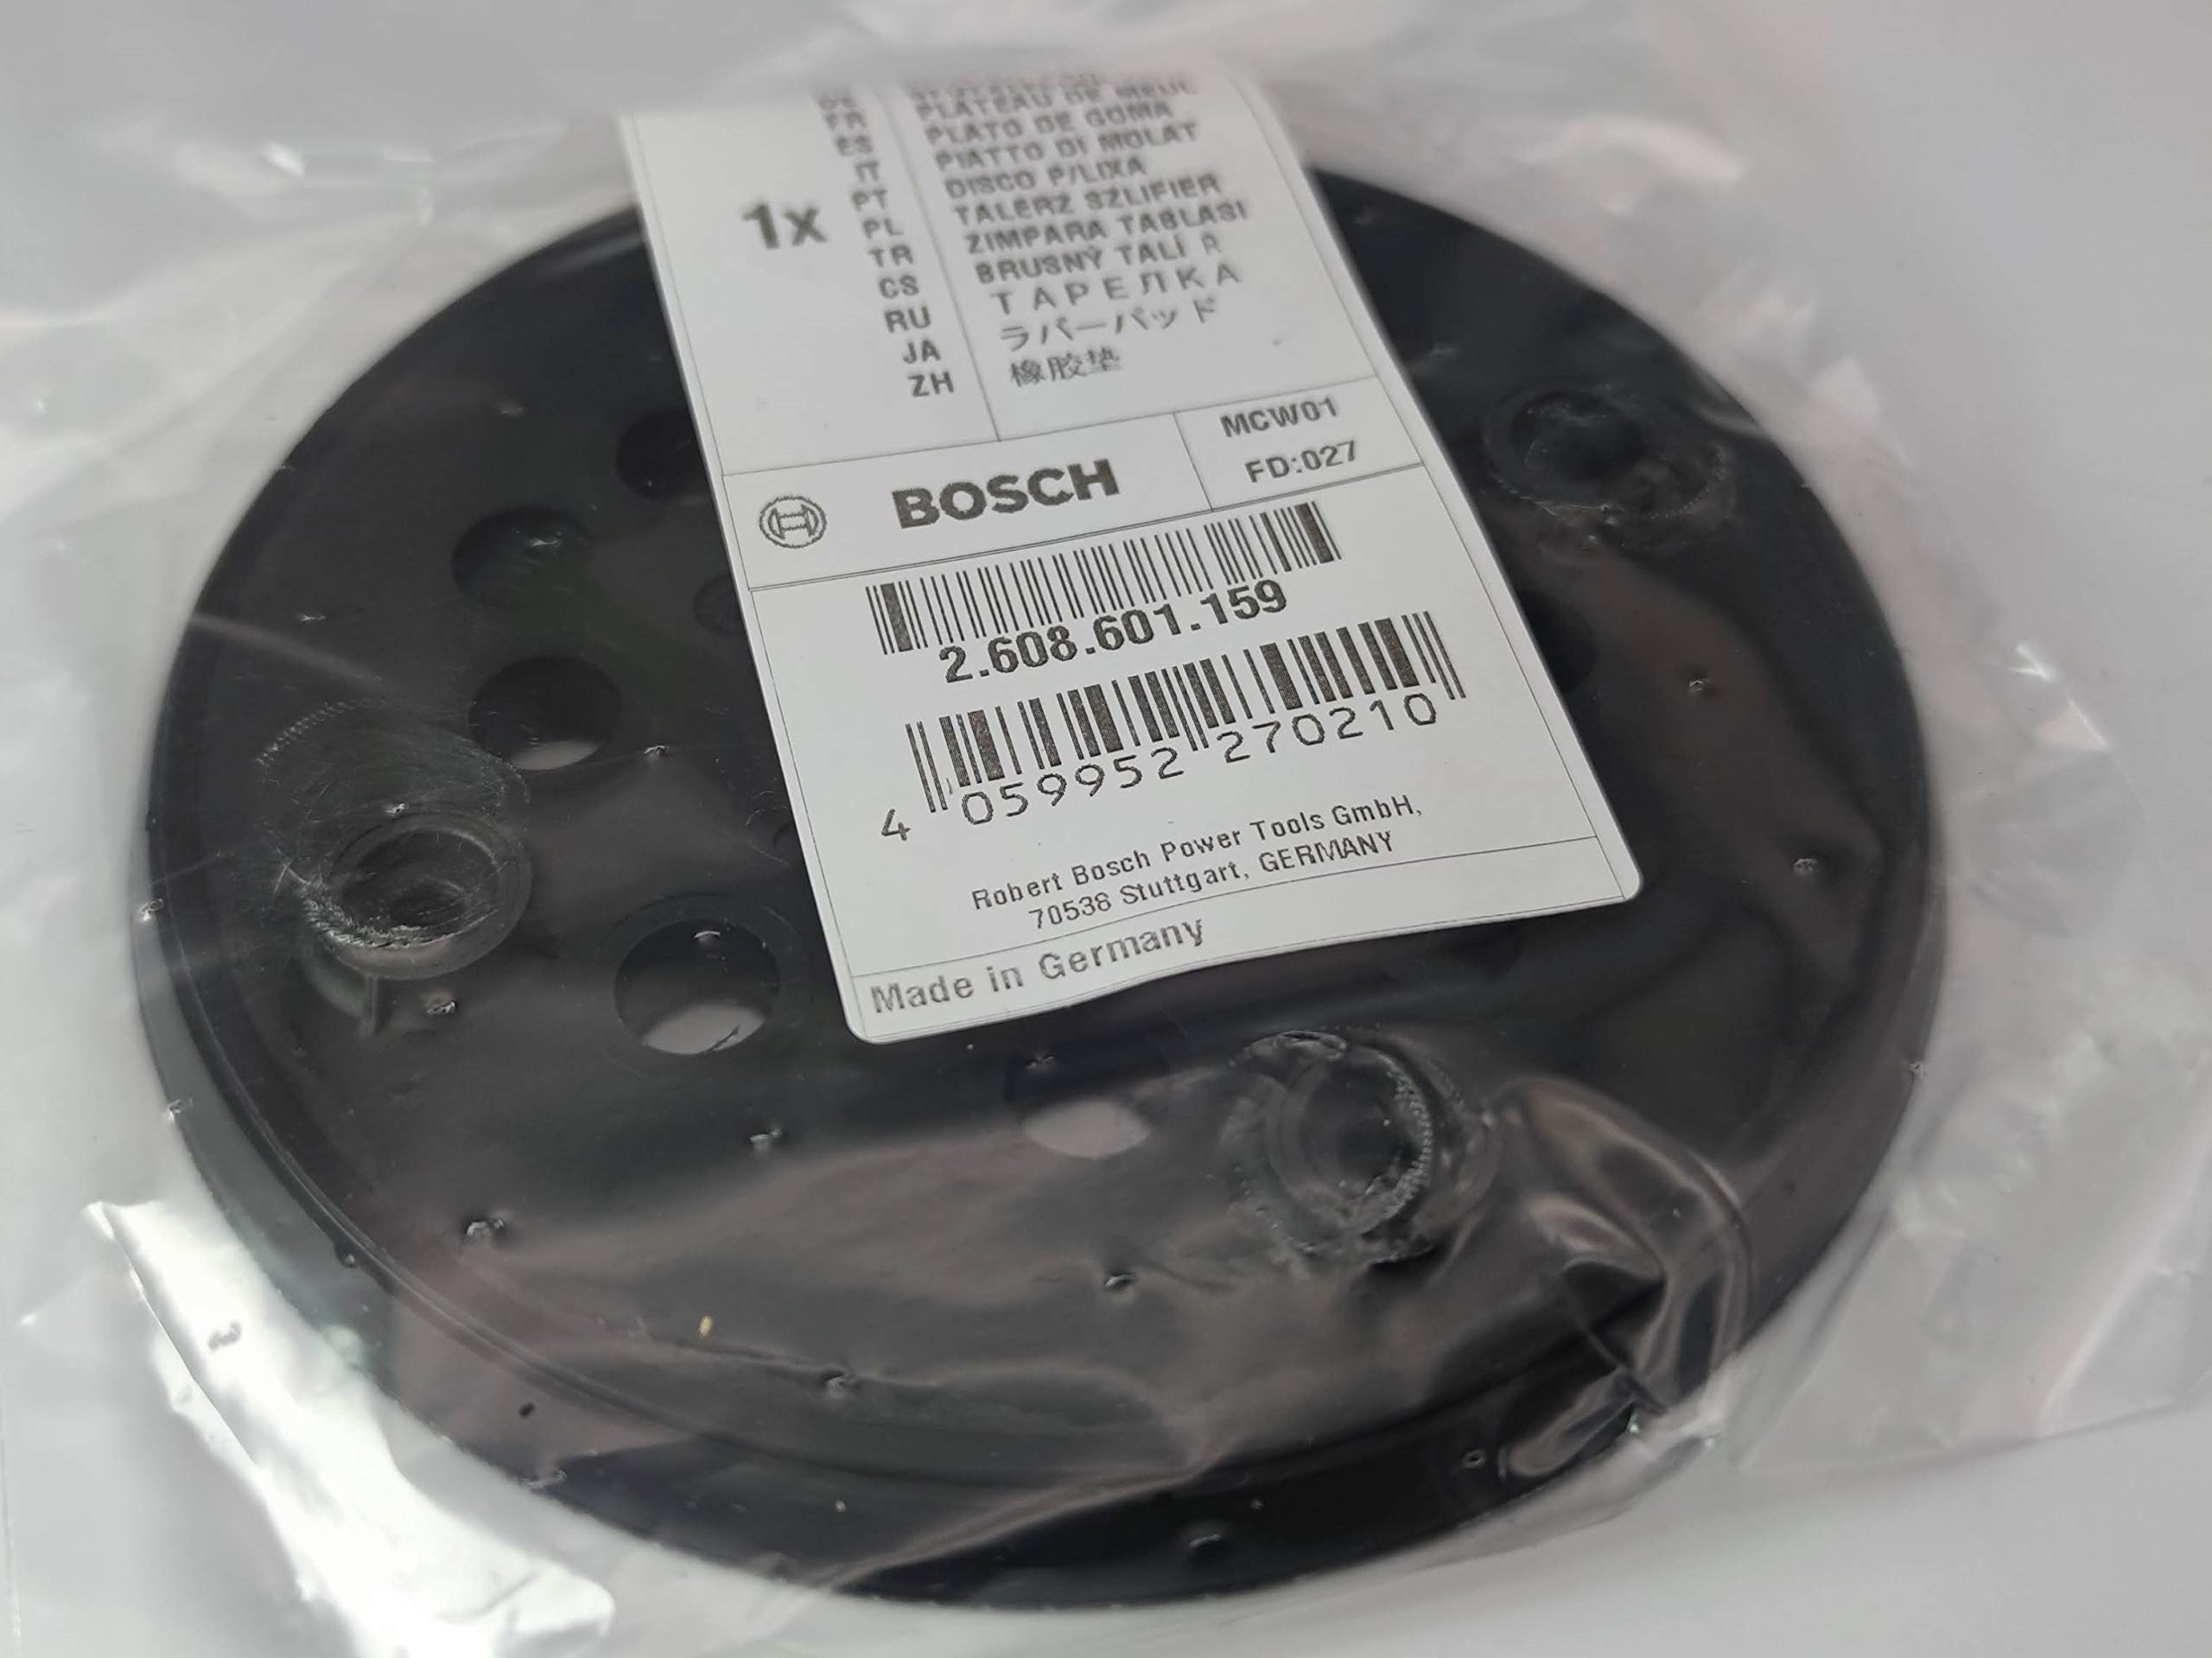 PLATEAU DE MEUL
FR PLATO DE GOMA
ES PIATTO DI MOLAT
IT DISCO P/LIXA
PT TALERZ SZLIFIER
1x
PL ZIMPARA TABLASI
TR BRUSNÝ TALÍ R
CS ТАРЕЛКА
RU ラバーパッド
JA 橡胶垫
ZH
BOSCH
MCW01
FD:027
2.608.601.159
4 059952 270210
Robert Bosch Power Tools GmbH,
70538 Stuttgart, GERMANY
Made in Germany